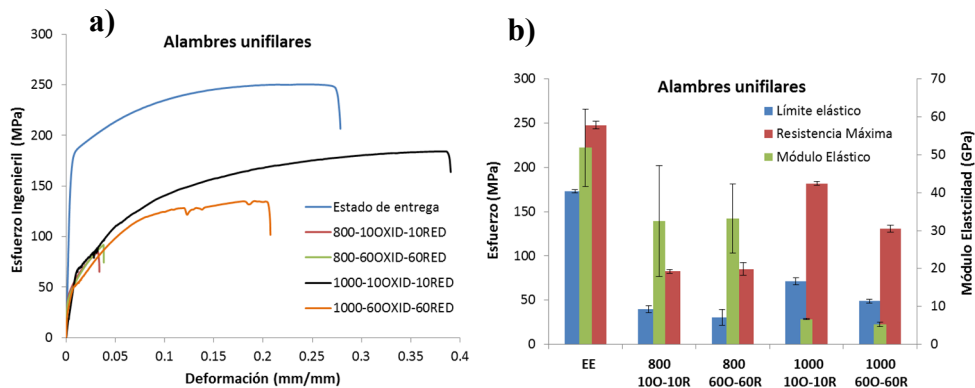 a)
Alambres unifilares
Esfuerzo Ingenieril (MPa)
300
250
200
150
100
50
0
0
0.05
0.1
0.15
0.2
0.25
0.3
0.35
0.4
Deformación (mm/mm)
Estado de entrega
800-10OXID-10RED
800-60OXID-60RED
1000-10OXID-10RED
1000-60OXID-60RED
b)
Alambres unifilares
Esfuerzo (MPa)
300
250
200
150
100
50
0
Límite elástico
Resistencia Máxima
Módulo Elástico
70
60
50
40
30
20
10
0
Módulo Elastciidad (GPa)
EE
800
10O-10R
800
60O-60R
1000
10O-10R
1000
60O-60R